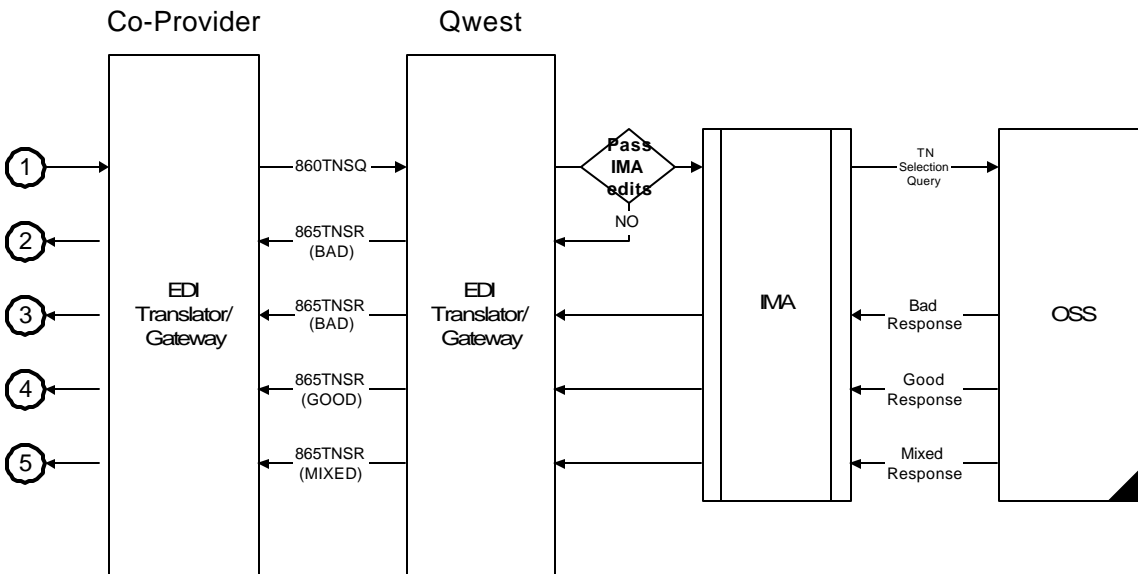 Co-Provider
Qwest
1
860TNSQ
Pass
IMA
edits
TN
Selection
Query
NO
2
865TNSR
(BAD)
3
EDI
Translator/
Gateway
865TNSR
(BAD)
EDI
Translator/
Gateway
IMA
Bad
Response
OSS
4
865TNSR
(GOOD)
Good
Response
5
865TNSR
(MIXED)
Mixed
Response